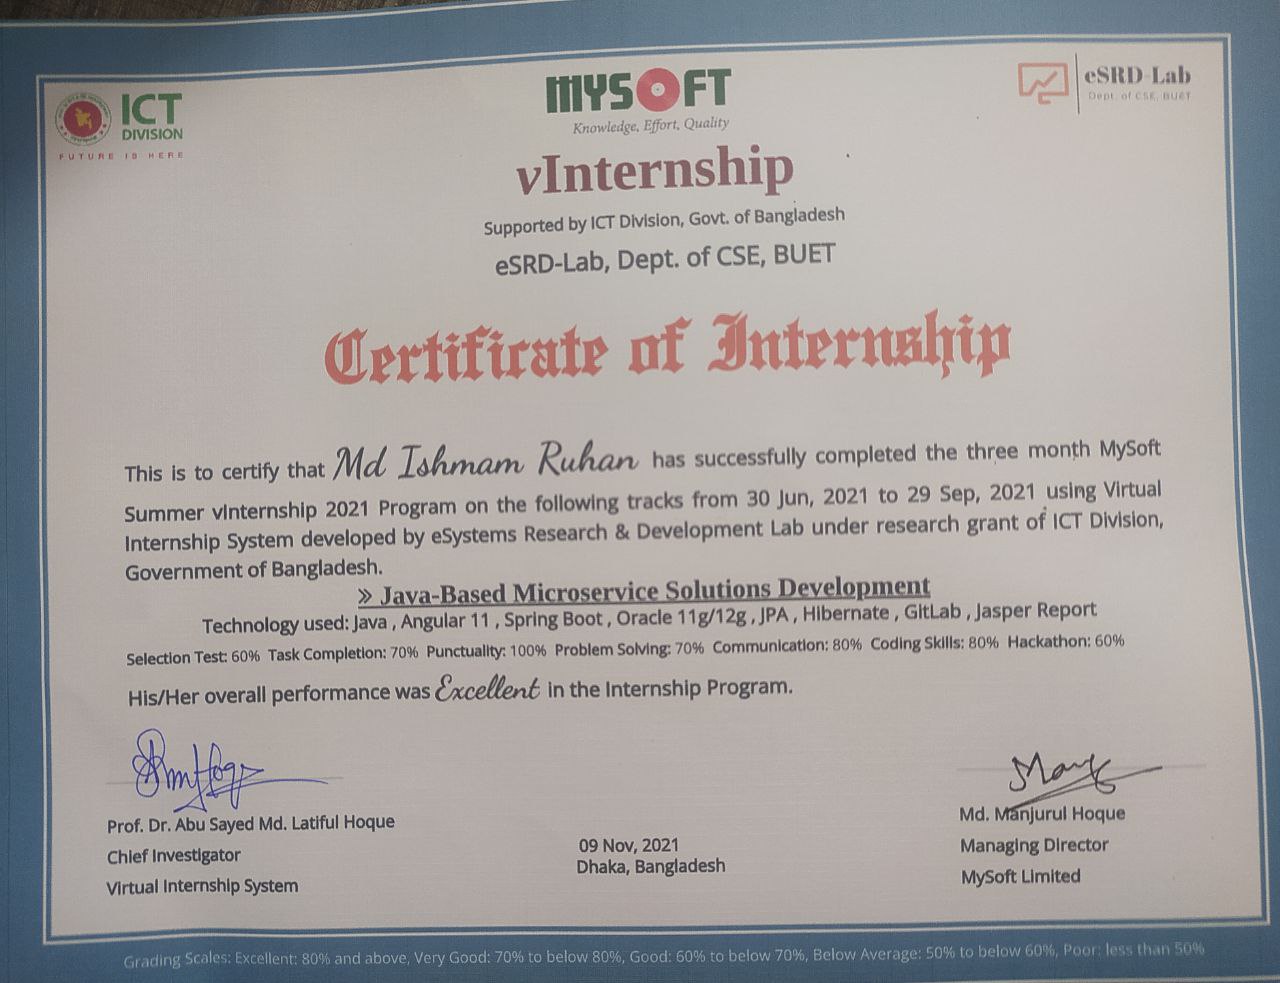 ICT
DIVISION
FUTURE IS HERE
MYSOFT
Knowledge, Effort, Quality
eSRD-Lab
Dept. of CSE, BUET
vInternship
Supported by ICT Division, Govt. of Bangladesh
eSRD-Lab, Dept. of CSE, BUET
Certificate of Internship
This is to certify that Md Ishmam Ruhan has successfully completed the three month MySoft
Summer vInternship 2021 Program on the following tracks from 30 Jun, 2021 to 29 Sep, 2021 using Virtual
Internship System developed by eSystems Research & Development Lab under research grant of ICT Division,
Government of Bangladesh.
» Java-Based Microservice Solutions Development
Technology used: Java , Angular 11 , Spring Boot , Oracle 11g/12g , JPA , Hibernate , GitLab , Jasper Report
Selection Test: 60% Task Completion: 70% Punctuality: 100% Problem Solving: 70% Communication: 80% Coding Skills: 80% Hackathon: 60%
His/Her overall performance was Excellent in the Internship Program.
Prof. Dr. Abu Sayed Md. Latiful Hoque
Chief Investigator
Virtual Internship System
09 Nov, 2021
Dhaka, Bangladesh
Md. Manjurul Hoque
Managing Director
MySoft Limited
Grading Scales: Excellent: 80% and above, Very Good: 70% to below 80%, Good: 60% to below 70%, Below Average: 50% to below 60%, Poor: less than 50%